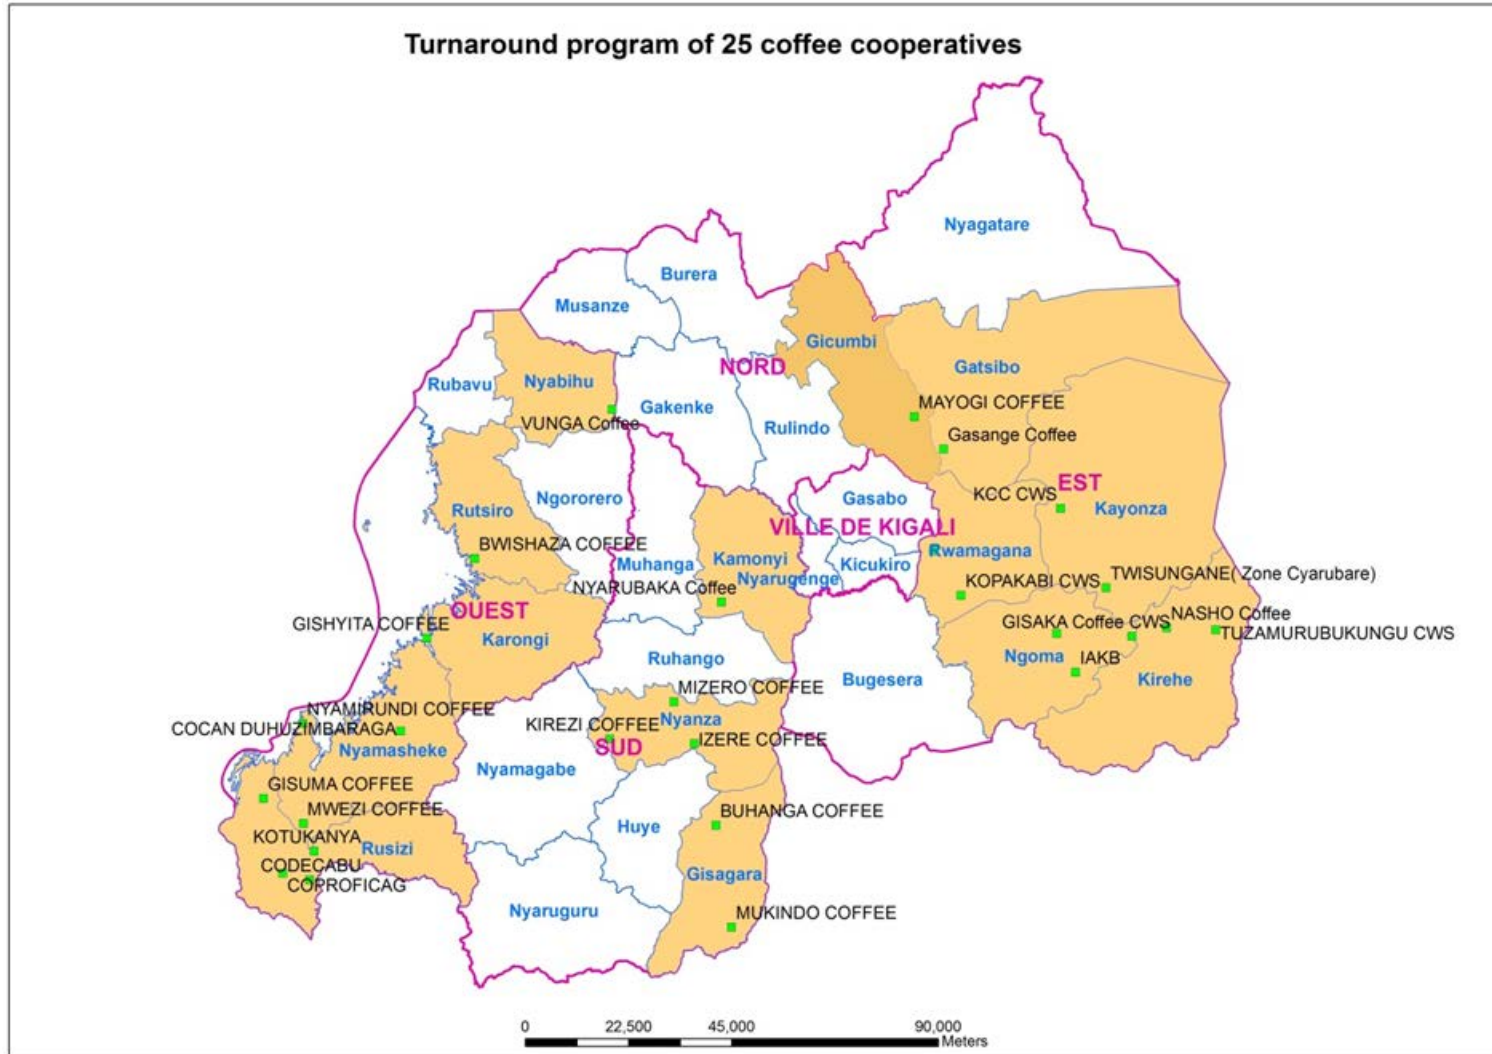 Turnaround program of 25 coffee cooperatives
Nyagatare
Burera
Musanze
Gicumbi
NORD
Gatsibo
Rubavu
Nyabihu
Gakenke
MAYOGI COFFEE
VUNGA Coffee
Rulindo
Gasange Coffee
EST
KCC CWS
Ngororero
Gasabo
Kayonza
Rutsiro
VILLE DE KIGALI
BWISHAZA COFFEE
Rwamagana
Muhanga
Kamonyi
Kicukiro
Nyarugenge
TWISUNGANE( Zone Cyarubare)
KOPAKABI CWS
NYARUBAKA Coffee
OUEST
NASHO Coffee
GISHYITA COFFEE
GISAKA Coffee CWS
TUZAMURUBUKUNGU CWS
Karongi
Ruhango
Ngoma
IAKB
Bugesera
Kirehe
MIZERO COFFEE
NYAMIRUNDI COFFEE
Nyanza
COCAN DUHUZIMBARAGA
KIREZI COFFEE
IZERE COFFEE
Nyamasheke
SUD
Nyamagabe
GISUMA COFFEE
MWEZI COFFEE
BUHANGA COFFEE
Huye
KOTUKANYA
Rusizi
CODECABU
Gisagara
COPROFICAG
Nyaruguru
MUKINDO COFFEE
0 22,500 45,000 90,000
Meters